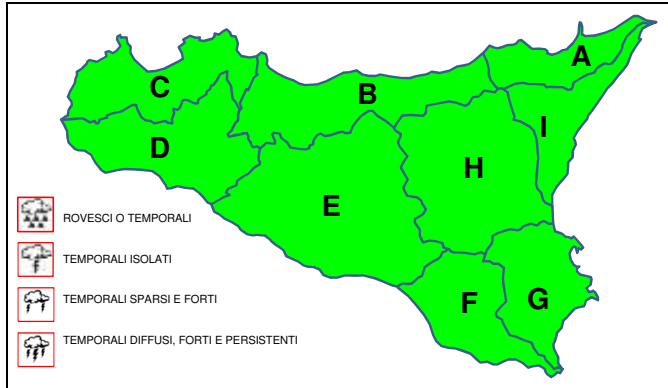 A
C
B
I
D
H
E
ROVESCI O TEMPORALI
TEMPORALI ISOLATI
TEMPORALI SPARSI E FORTI
F
G
TEMPORALI DIFFUSI, FORTI E PERSISTENTI